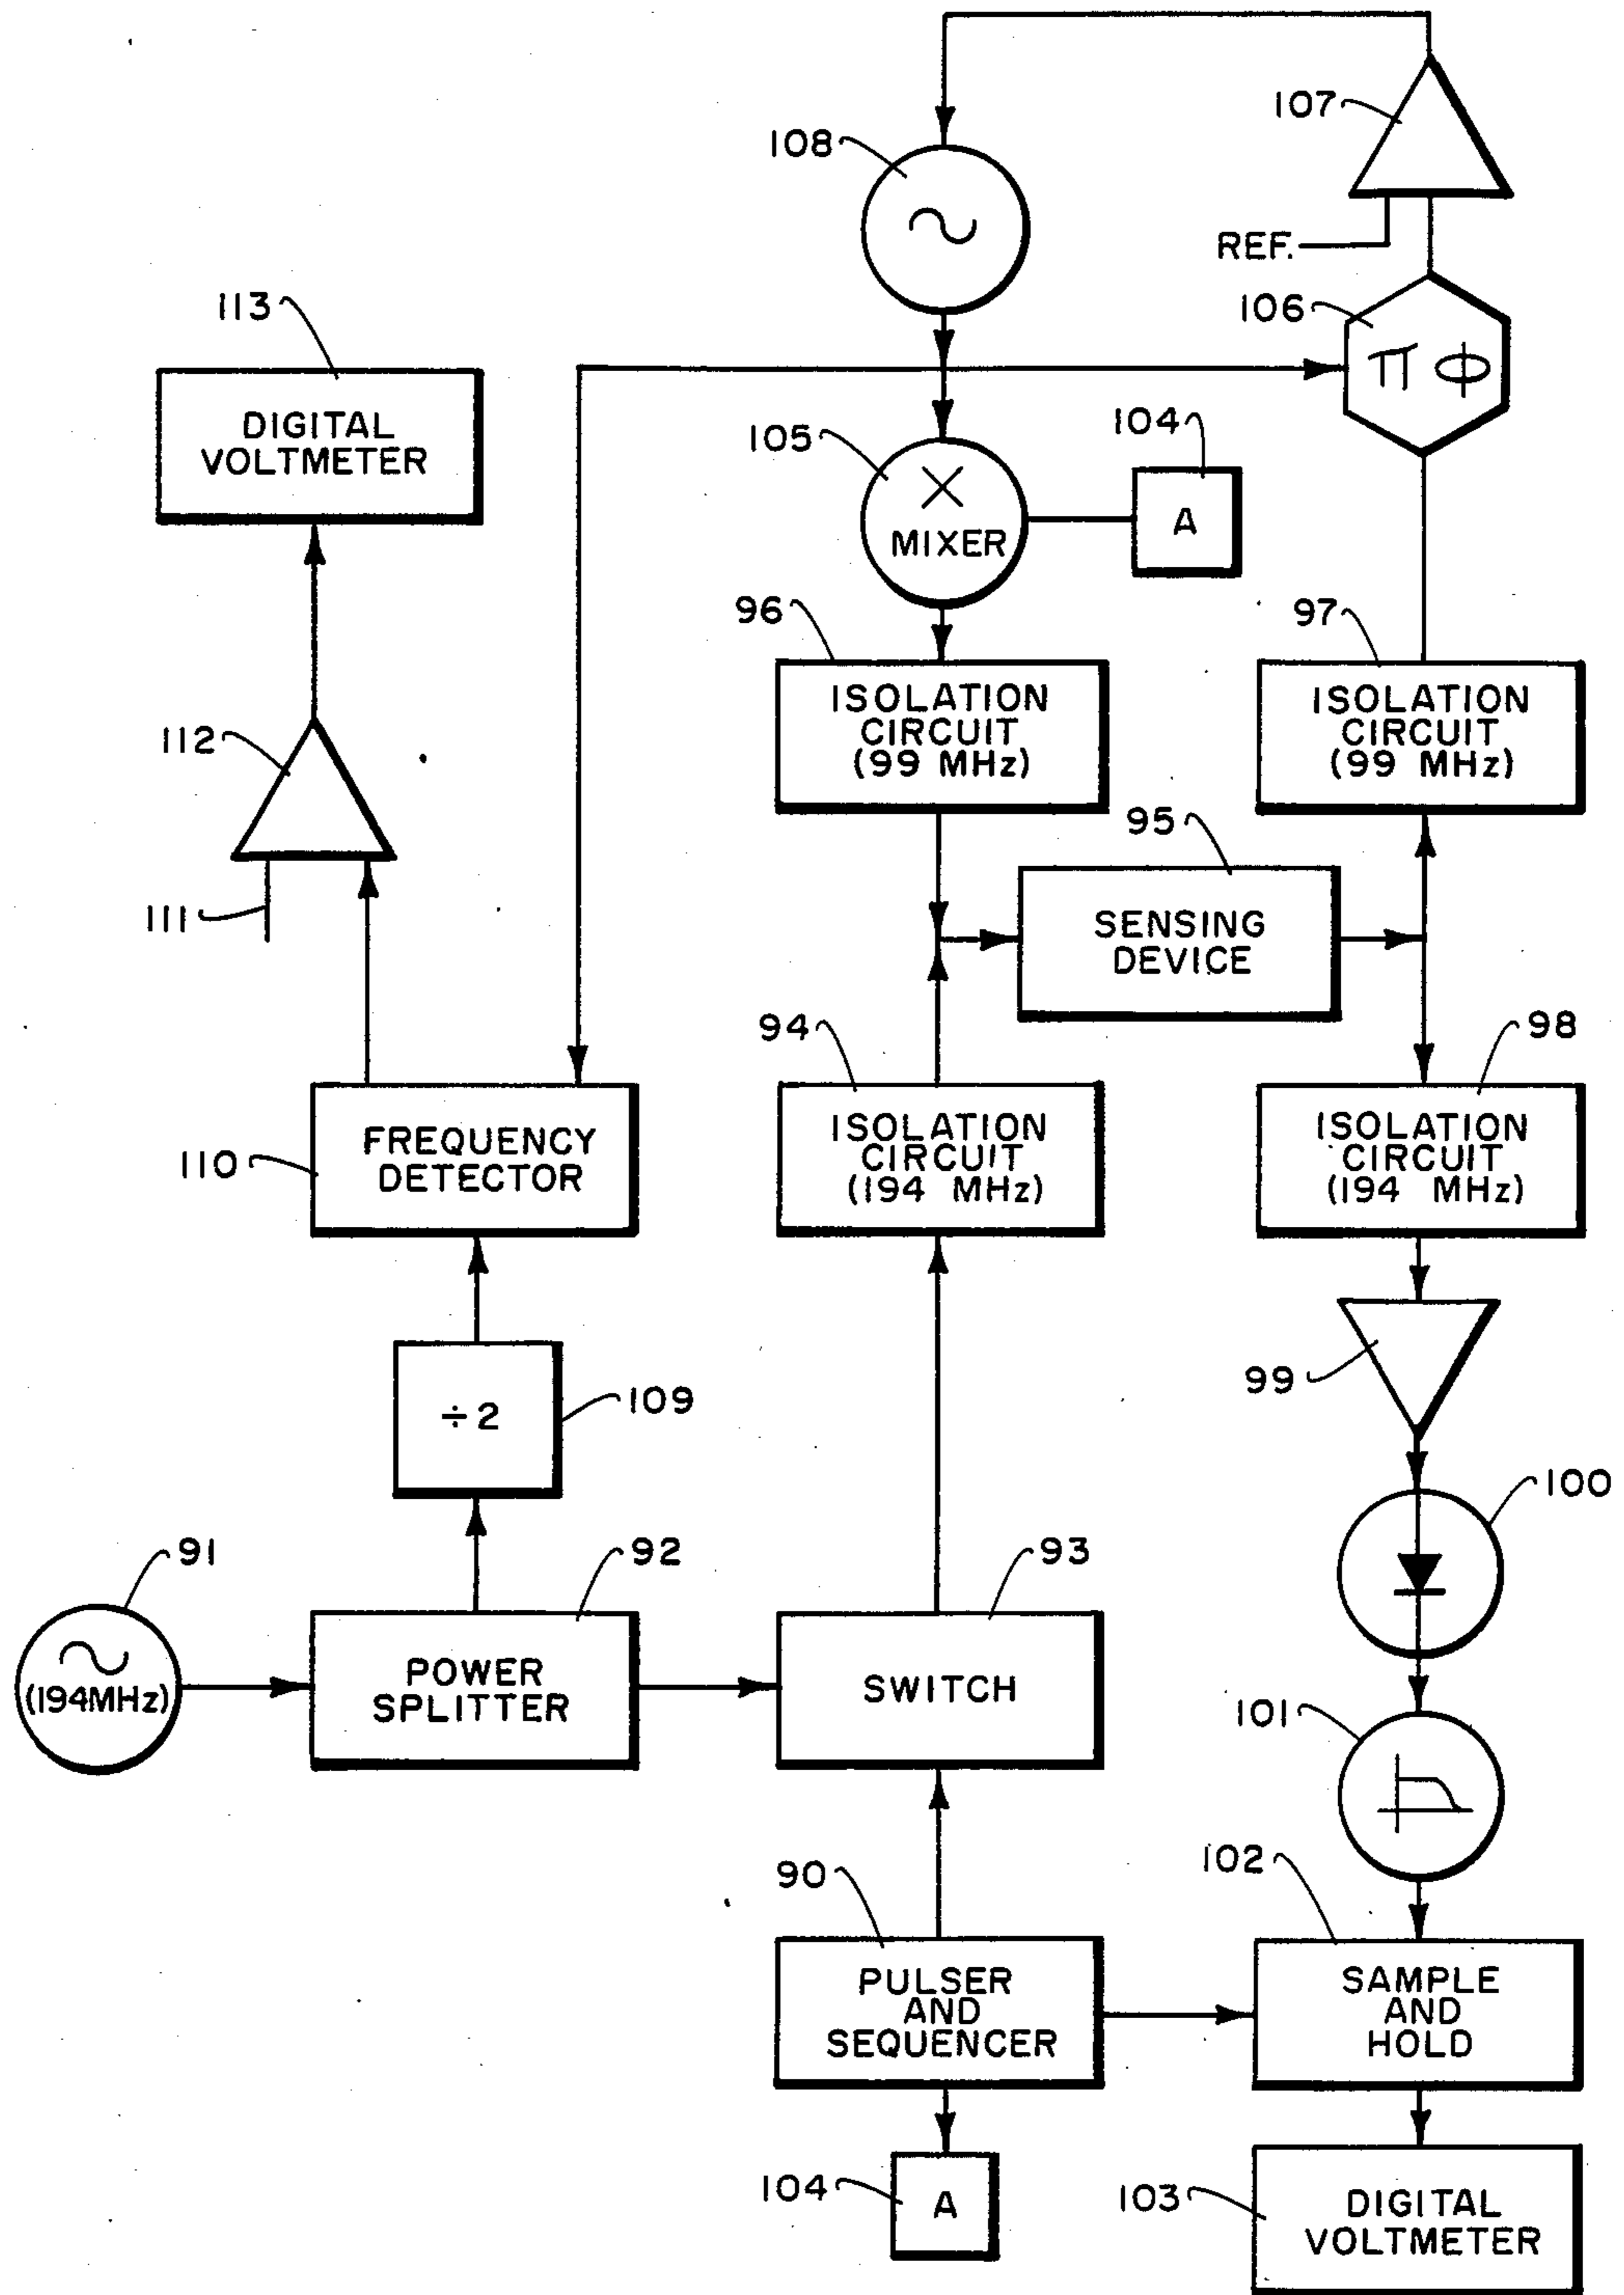 107
108
REF.
113
106
π ϕ
DIGITAL
VOLTMETER
105
104
×
MIXER
A
96
97
ISOLATION
CIRCUIT
(99 MHz)
ISOLATION
CIRCUIT
(99 MHz)
112
95
111
SENSING
DEVICE
94
98
110
FREQUENCY
DETECTOR
ISOLATION
CIRCUIT
(194 MHz)
ISOLATION
CIRCUIT
(194 MHz)
÷2
109
99
100
91
92
93
(194MHz)
POWER
SPLITTER
SWITCH
101
90
102
PULSER
AND
SEQUENCER
SAMPLE
AND
HOLD
104
A
103
DIGITAL
VOLTMETER